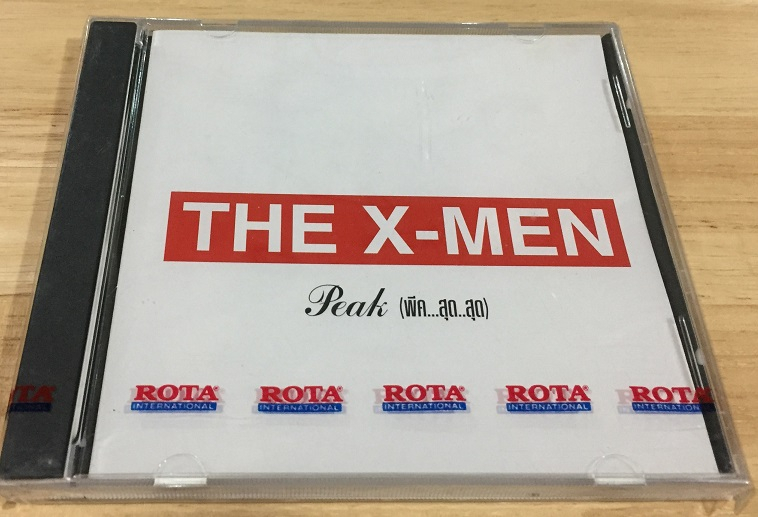 THE X-MEN
Peak (พีค...สุด..สุด)
TA ROTA ROTA ROTA ROTA ROTA
INTERNATIONAL INTERNATIONAL INTERNATIONAL INTERNATIONAL INTERNATIONAL